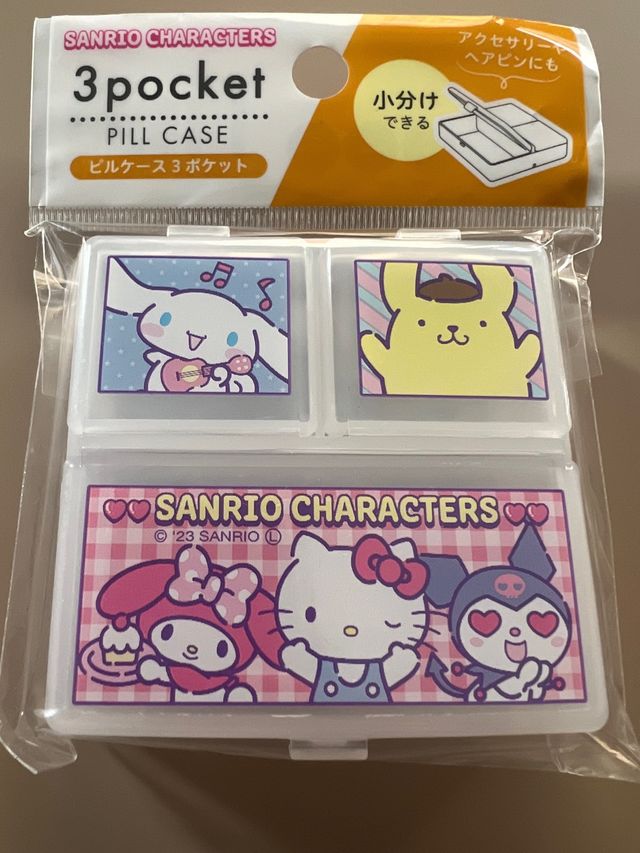 SANRIO CHARACTERS
3pocket
PILL CASE
ピルケース3ポケット
小分け
できる
アクセサリーや
ヘアピンにも
SANRIO CHARACTERS
© '23 SANRIO Ⓛ